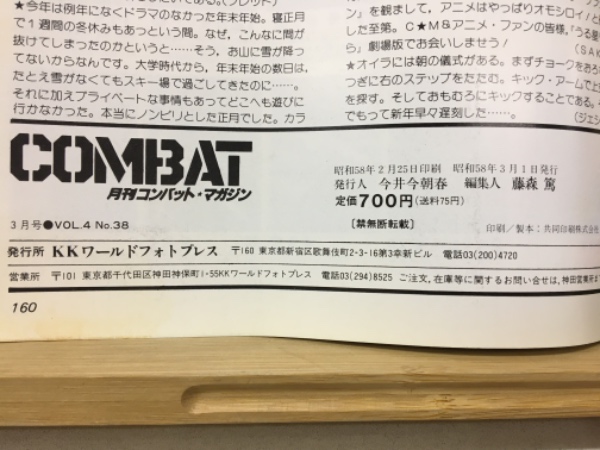 ★今年は例年になくドラマのなかった年末年始。寝正月
で1週間の冬休みもあっという間。なぜ、こんなに間が
抜けてしまったのかというと……そう、お山に雪が降っ
てないからなんです。大学時代から、年末年始の数日は、
たとえ雪がなくてもスキー場で過ごしてきたのに…。
それに加えプライベートな事情もあってどこへも遊びに
行かなかった。本当にノンビリとした正月でした。カラ
」を観まして、アニメはやっぱりオモシロイ!と
した至第。C★M&アニメ・ファンの皆様、「うる星
ら」劇場版でお会いしませう!
(SAK
★オイラには朝の儀式がある。まずチョークをおろ
つぎに右のステップをたたむ。キック・アームで上
を探す。そしておもむろにキックすることである。
でもって新年早々遅刻した……。
(ジェシ
COMBAT
月刊コンバット★マガジン
3月号●VOL.4 No.38
昭和58年2月25日印刷 昭和58年3月1日発行
発行人 今井今朝春 編集人 藤森 篤
定価700円(送料75円)
[禁無断転載]
印刷/製本:共同印刷株式会
発行所 KKワールドフォトプレス 〒160 東京都新宿区歌舞伎町2-3-16第3幸新ビル 電話03(200)4720
営業所 〒101 東京都千代田区神田神保町1-55KKワールドフォトプレス 電話03(294)8525 ご注文,在庫等に関するお問い合せは,神田営業所
160